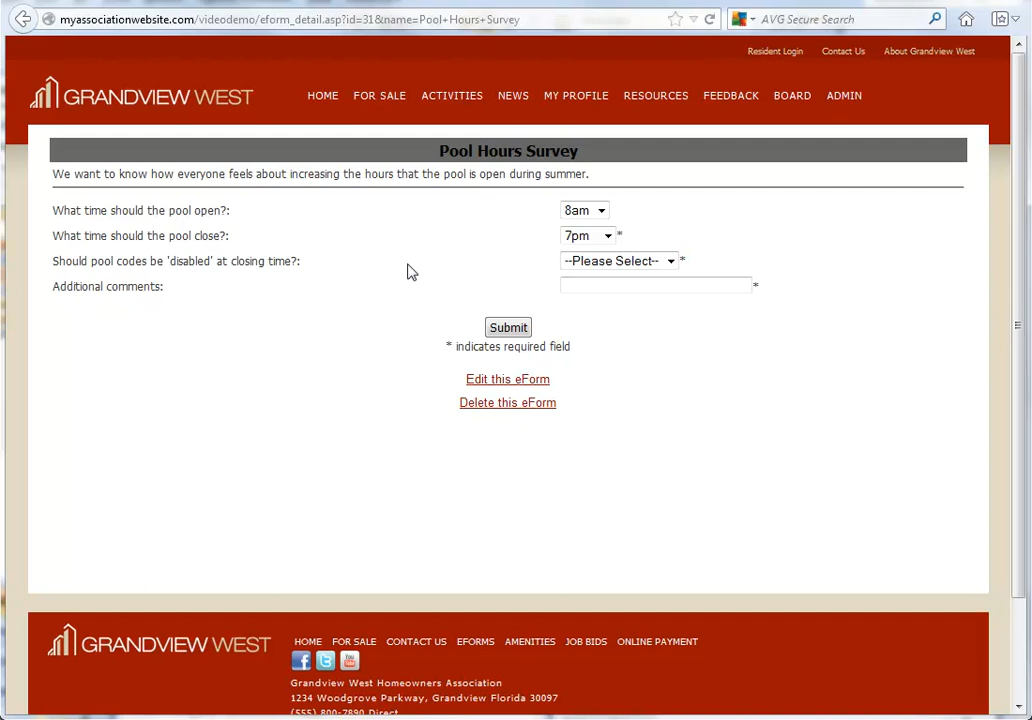 myassociationwebsite.com/videodemo/eform_detail.asp?id=31&name=Pool+Hours+Survey
AVG Secure Search
Resident Login Contact Us About Grandview West
GRANDVIEW WEST
HOME FOR SALE ACTIVITIES NEWS MY PROFILE RESOURCES FEEDBACK BOARD ADMIN
Pool Hours Survey
We want to know how everyone feels about increasing the hours that the pool is open during summer.
What time should the pool open?: 8am
What time should the pool close?: 7pm *
Should pool codes be 'disabled' at closing time?: --Please Select-- *
Additional comments: *
Submit
* indicates required field
Edit this eForm
Delete this eForm
GRANDVIEW WEST
HOME FOR SALE CONTACT US EFORMS AMENITIES JOB BIDS ONLINE PAYMENT
Grandview West Homeowners Association
1234 Woodgrove Parkway, Grandview Florida 30097
(555) 800-7890 Direct